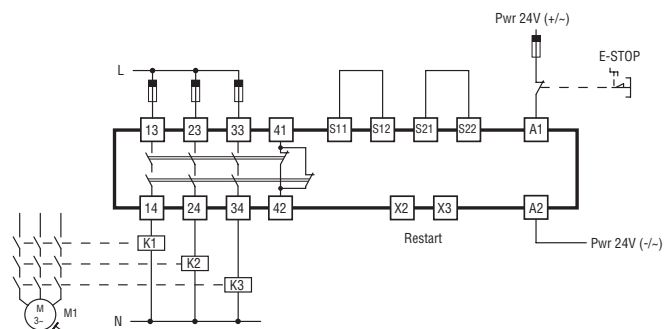 Pwr 24V (+/~)
E-STOP
L
13 23 33 41 S11 S12 S21 S22 A1
14 24 34 42 X2 X3 A2
Restart
Pwr 24V (-/~)
K1
K2
K3
M
3~
M1
N